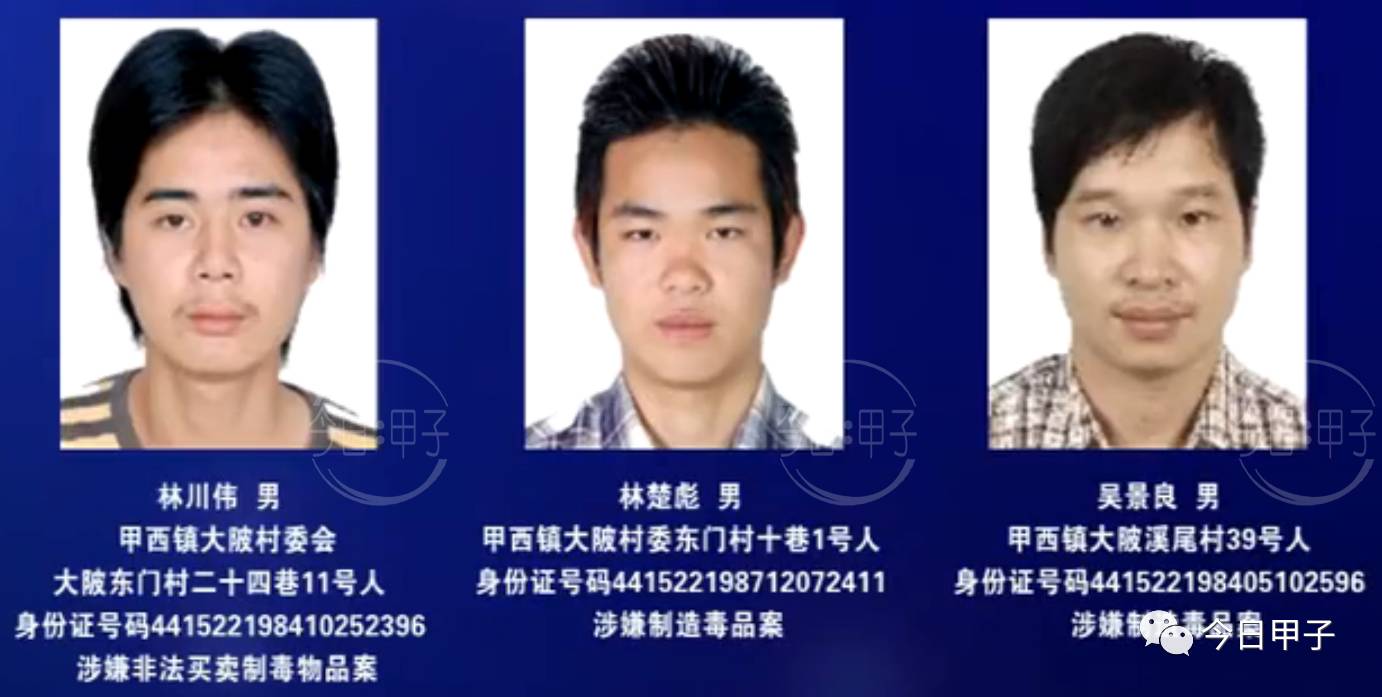 林川伟 男
甲西镇大陂村委会
大陂东门村二十四巷11号人
身份证号码441522198410252396
涉嫌非法买卖制毒物品案
林楚彪 男
甲西镇大陂村委东门村十巷1号人
身份证号码441522198712072411
涉嫌制造毒品案
吴景良 男
甲西镇大陂溪尾村39号人
身份证号码441522198405102596
涉嫌制造毒品案
今日甲子